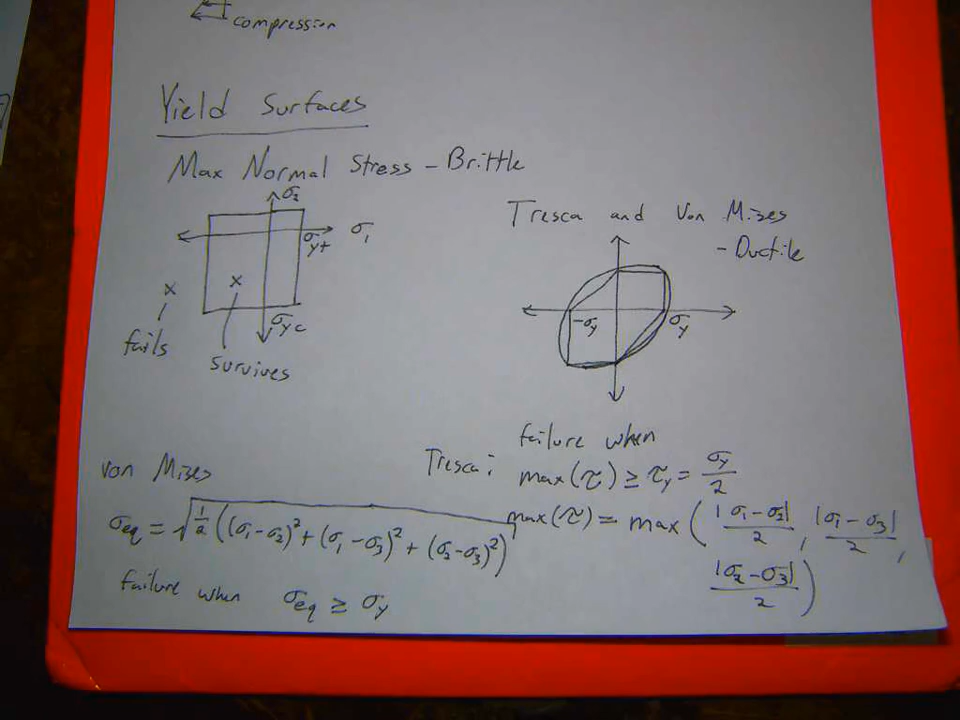 compression
Yield Surfaces
Max Normal Stress - Brittle
σ₂
σ₁
σyt
x
x
σyc
fails
survives
Tresca and Von Mises
- Ductile
-σy
σy
failure when
Tresca: max(τ) ≥ τy = σy/2
max(τ) = max( |σ₁-σ₂|/2, |σ₁-σ₃|/2,
|σ₂-σ₃|/2 )
Von Mises
σeq = √(1/2((σ₁-σ₂)² + (σ₁-σ₃)² + (σ₂-σ₃)²))
failure when σeq ≥ σy